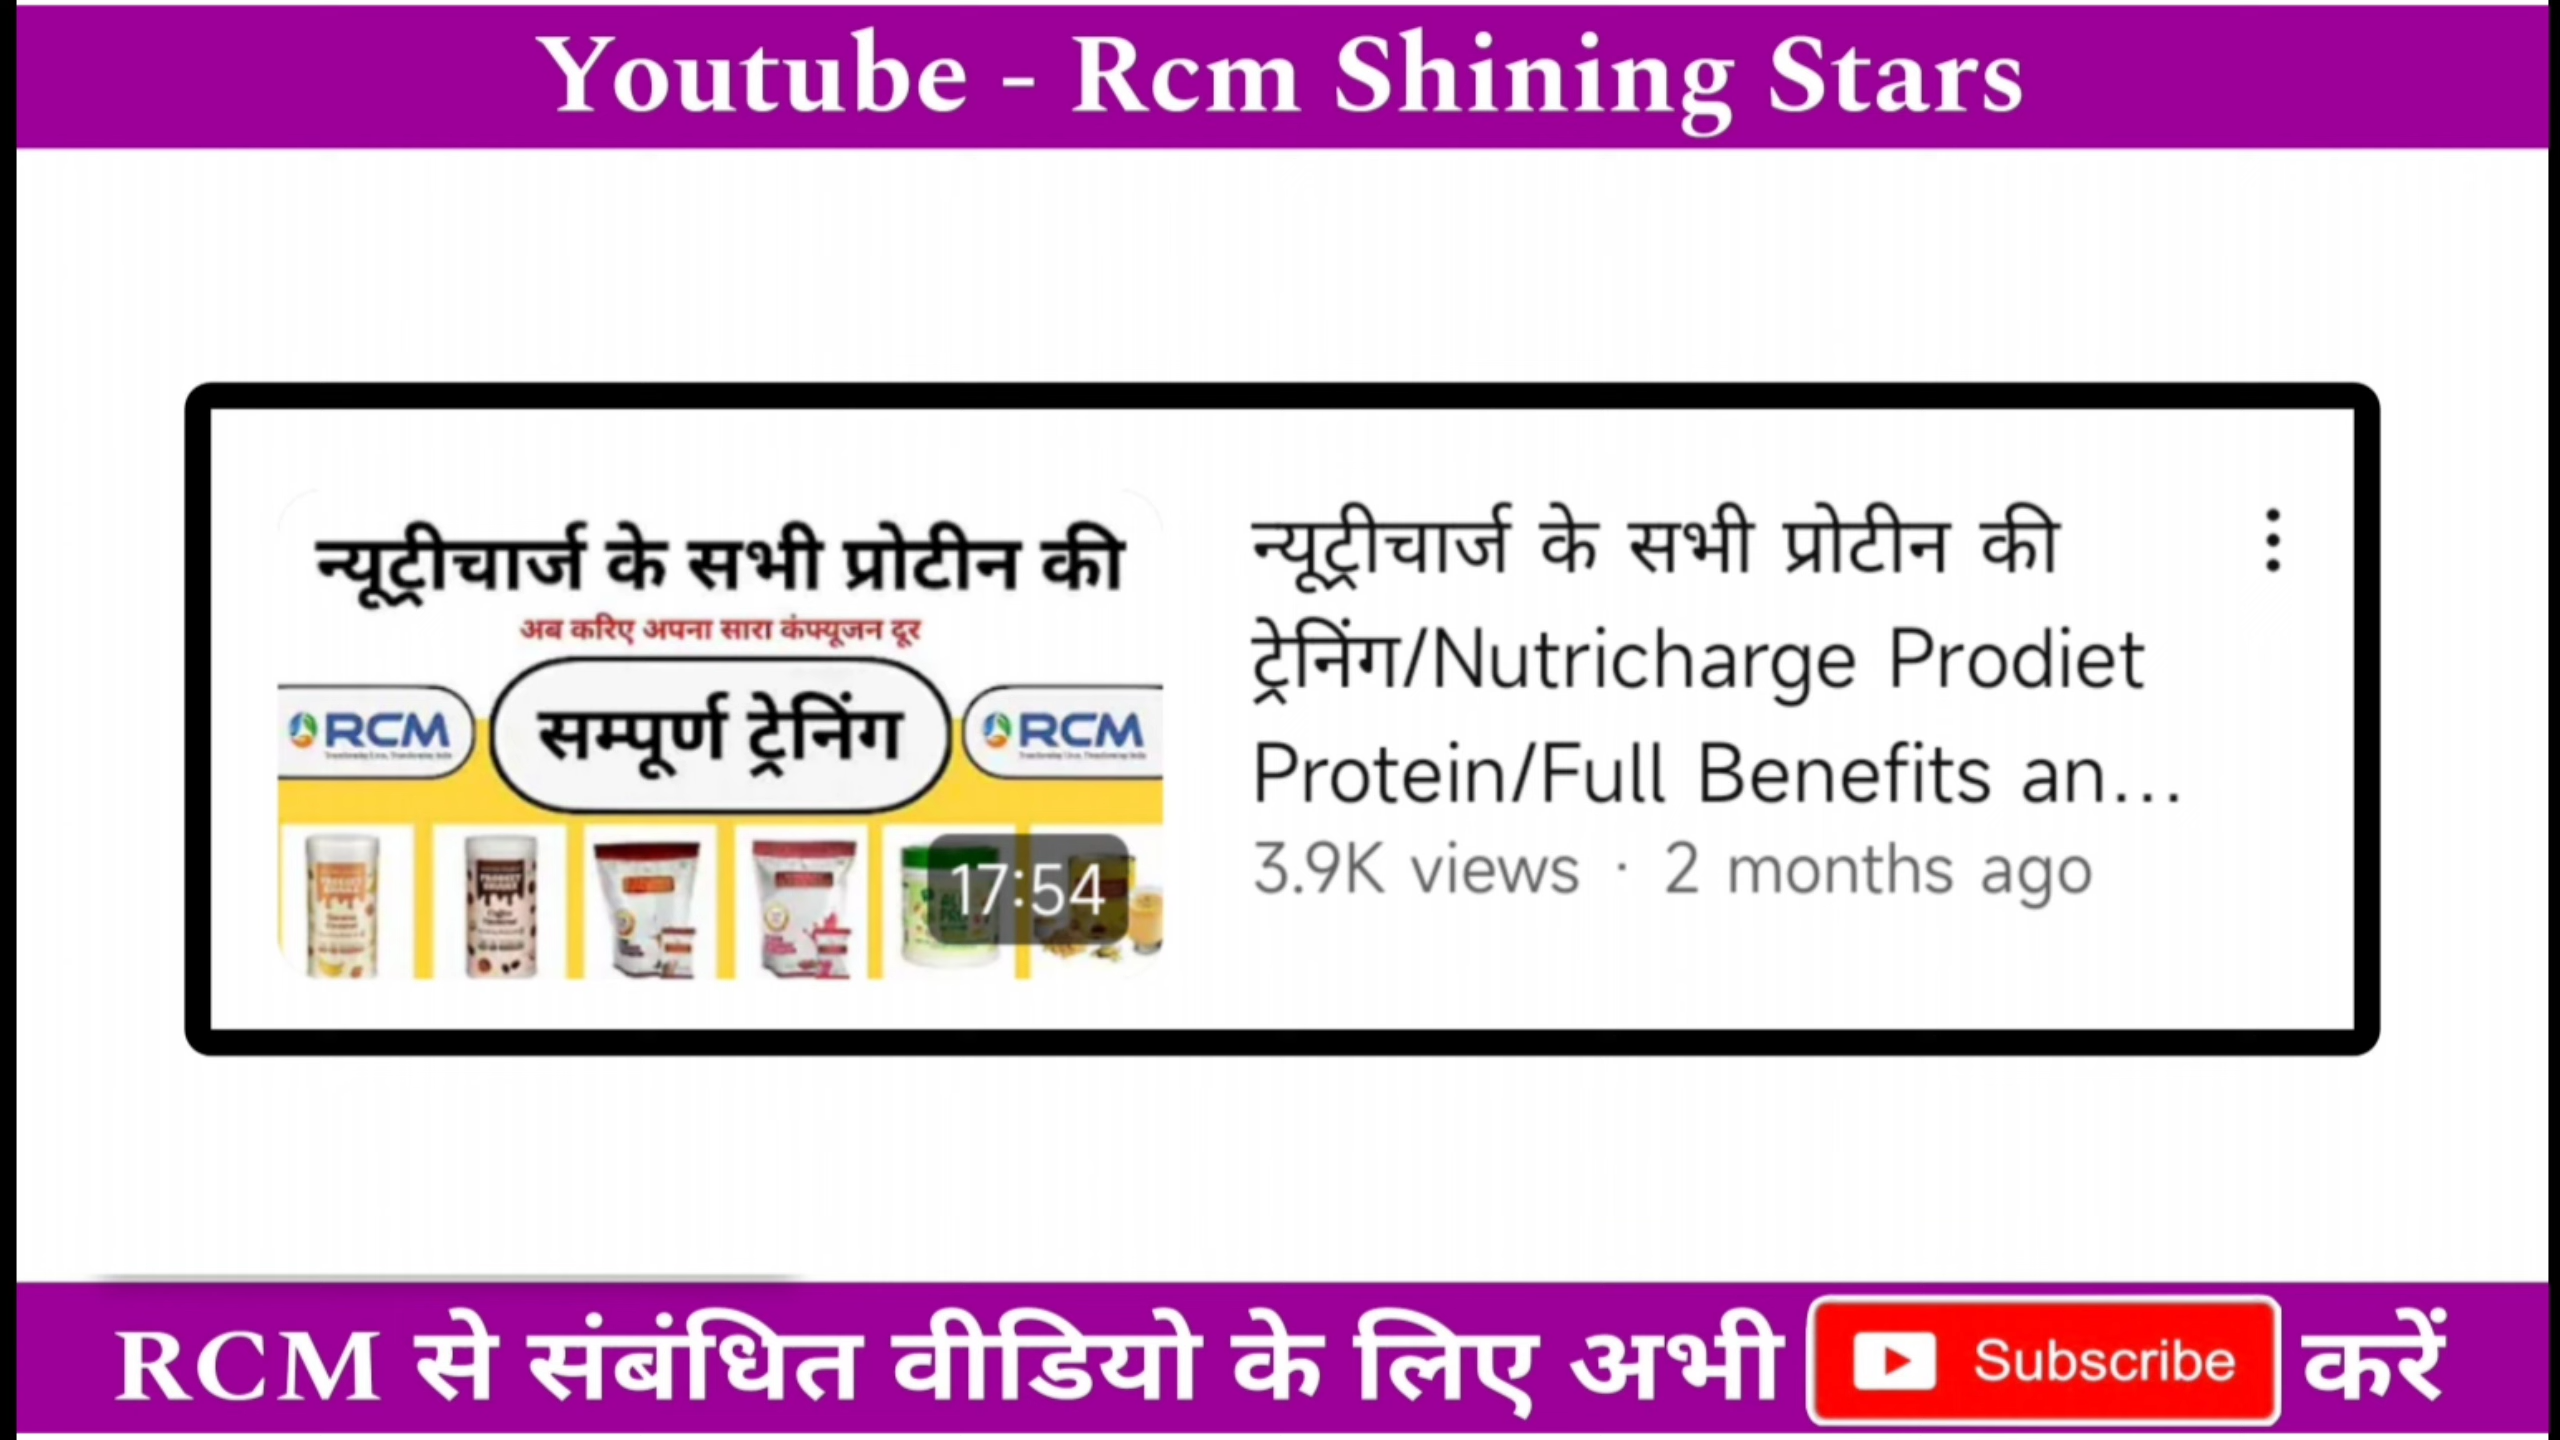 Youtube - Rcm Shining Stars
न्यूट्रीचार्ज के सभी प्रोटीन की
अब करिए अपना सारा कंफ्यूजन दूर
RCM
सम्पूर्ण ट्रेनिंग
RCM
17:54
न्यूट्रीचार्ज के सभी प्रोटीन की
ट्रेनिंग/Nutricharge Prodiet
Protein/Full Benefits an...
3.9K views · 2 months ago
RCM से संबंधित वीडियो के लिए अभी Subscribe करें